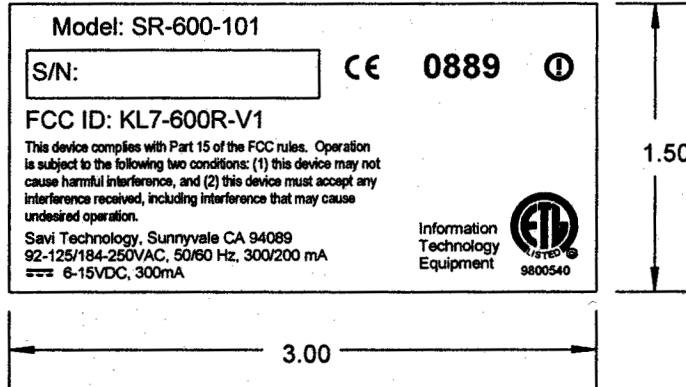 Model: SR-600-101
S/N:
CE 0889
FCC ID: KL7-600R-V1
This device complies with Part 15 of the FCC rules. Operation
is subject to the following two conditions: (1) this device may not
cause harmful interference, and (2) this device must accept any
interference received, including interference that may cause
undesired operation.
Savi Technology, Sunnyvale CA 94089
92-125/184-250VAC, 50/60 Hz, 300/200 mA
6-15VDC, 300mA
Information
Technology
Equipment
ETL
LISTED
9800540
1.50
3.00